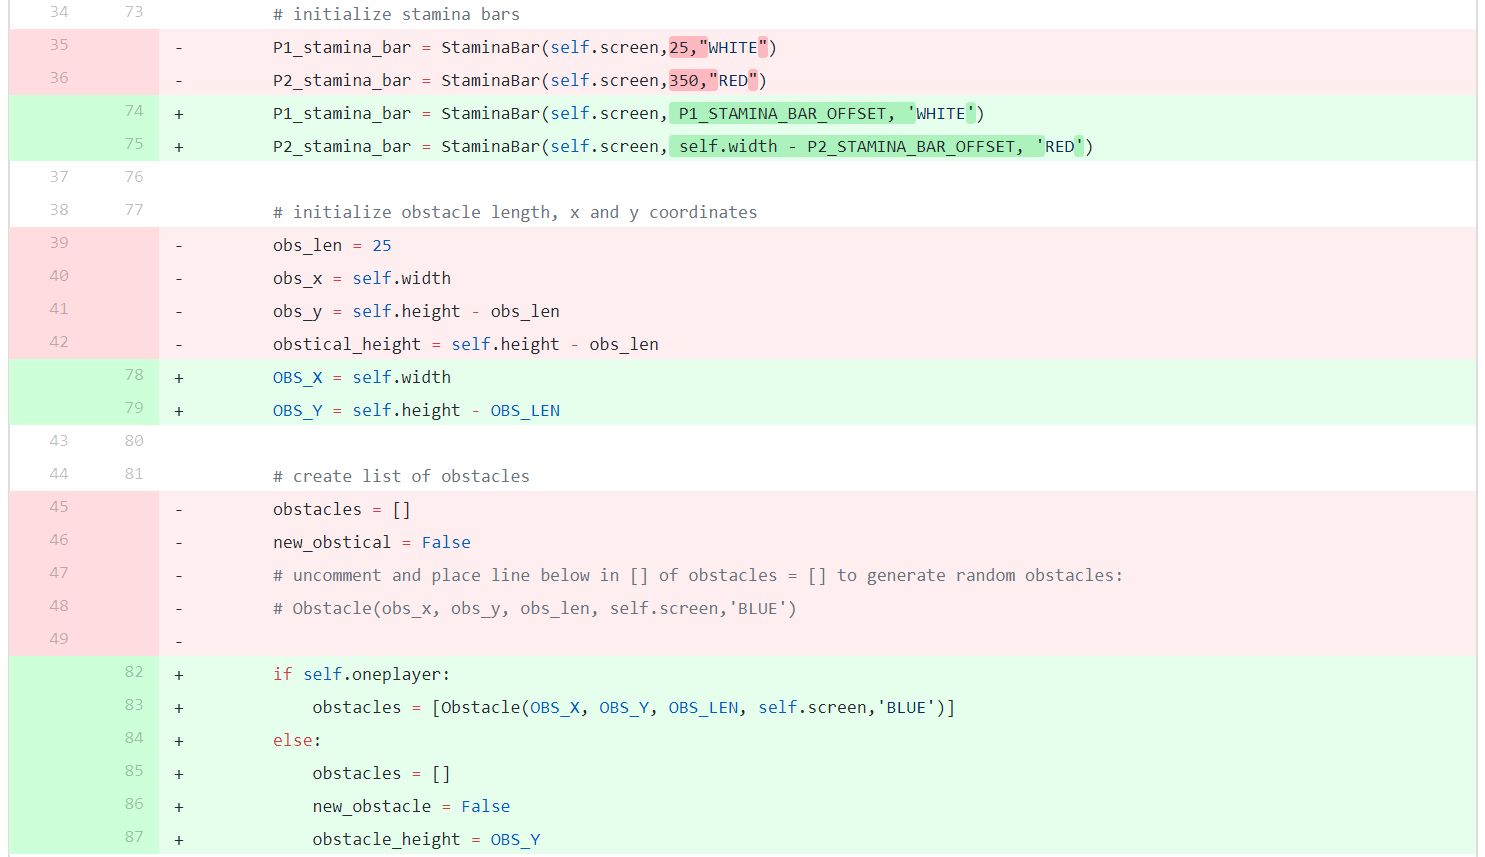 34 73 # initialize stamina bars
35 - P1_stamina_bar = StaminaBar(self.screen,25,"WHITE")
36 - P2_stamina_bar = StaminaBar(self.screen,350,"RED")
74 + P1_stamina_bar = StaminaBar(self.screen, P1_STAMINA_BAR_OFFSET, 'WHITE')
75 + P2_stamina_bar = StaminaBar(self.screen, self.width - P2_STAMINA_BAR_OFFSET, 'RED')
37 76
38 77 # initialize obstacle length, x and y coordinates
39 - obs_len = 25
40 - obs_x = self.width
41 - obs_y = self.height - obs_len
42 - obstical_height = self.height - obs_len
78 + OBS_X = self.width
79 + OBS_Y = self.height - OBS_LEN
43 80
44 81 # create list of obstacles
45 - obstacles = []
46 - new_obstical = False
47 - # uncomment and place line below in [] of obstacles = [] to generate random obstacles:
48 - # Obstacle(obs_x, obs_y, obs_len, self.screen,'BLUE')
49 -
82 + if self.oneplayer:
83 + obstacles = [Obstacle(OBS_X, OBS_Y, OBS_LEN, self.screen,'BLUE')]
84 + else:
85 + obstacles = []
86 + new_obstacle = False
87 + obstacle_height = OBS_Y